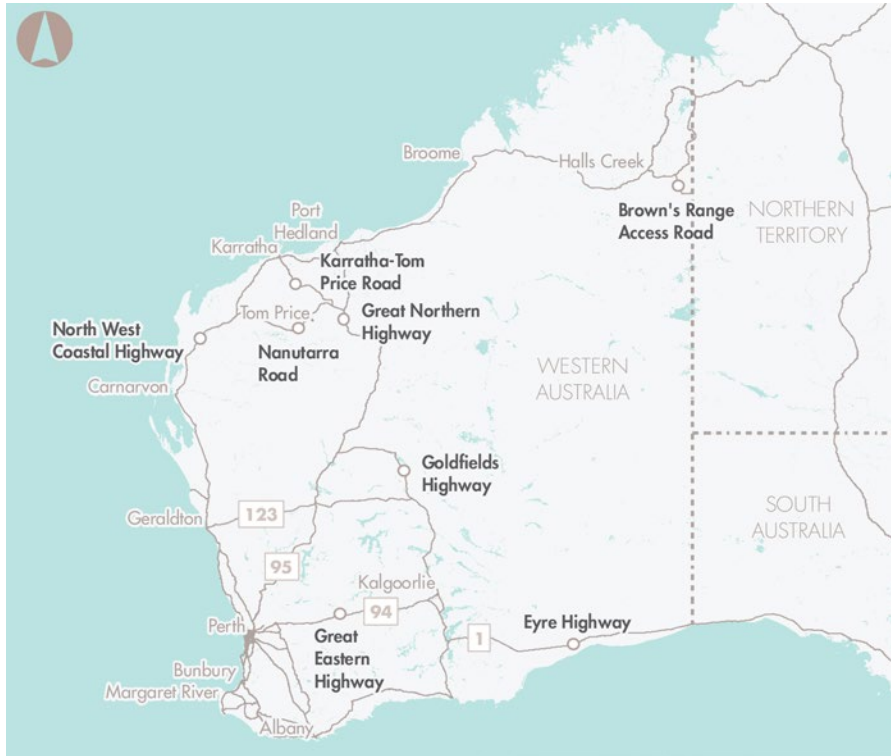 Broome
Halls Creek
Brown's Range
Access Road
NORTHERN
TERRITORY
Port
Hedland
Karratha
Karratha-Tom
Price Road
Tom Price
Great Northern
Highway
North West
Coastal Highway
Nanutarra
Road
Carnarvon
WESTERN
AUSTRALIA
Goldfields
Highway
SOUTH
AUSTRALIA
Geraldton
123
95
Kalgoorlie
94
Perth
Great
Eastern
Highway
1
Eyre Highway
Bunbury
Margaret River
Albany